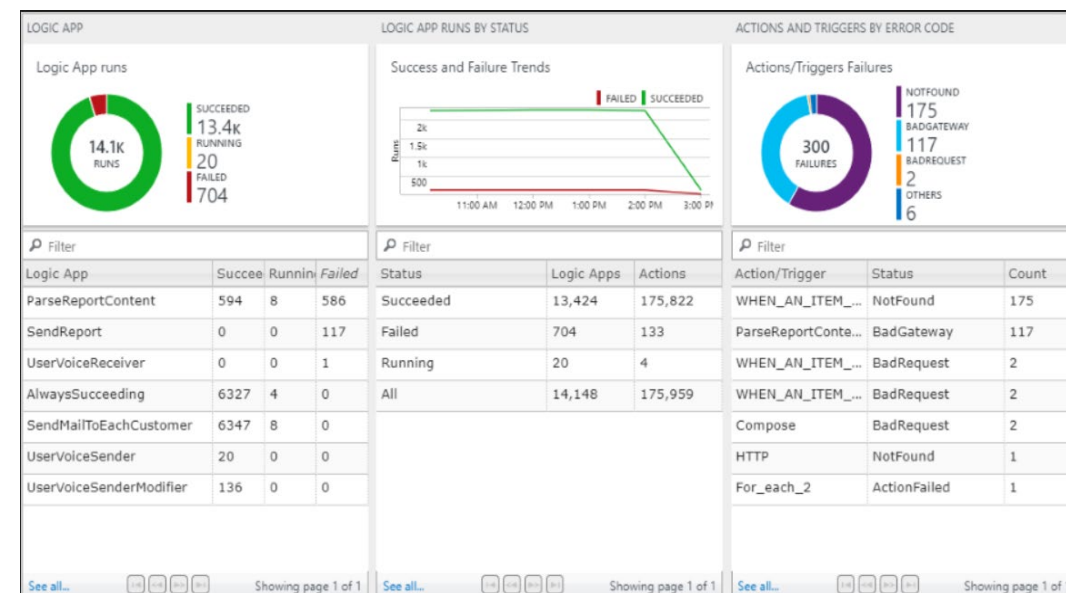 LOGIC APP
Logic App runs
14.1K
RUNS
SUCCEEDED
13.4K
RUNNING
20
FAILED
704
Filter
Logic App Succee Runnin Failed
ParseReportContent 594 8 586
SendReport 0 0 117
UserVoiceReceiver 0 0 1
AlwaysSucceeding 6327 4 0
SendMailToEachCustomer 6347 8 0
UserVoiceSender 20 0 0
UserVoiceSenderModifier 136 0 0
See all... Showing page 1 of 1
LOGIC APP RUNS BY STATUS
Success and Failure Trends
FAILED SUCCEEDED
Runs
2k
1.5k
1k
500
11:00 AM 12:00 PM 1:00 PM 2:00 PM 3:00 PM
Filter
Status Logic Apps Actions
Succeeded 13,424 175,822
Failed 704 133
Running 20 4
All 14,148 175,959
See all... Showing page 1 of 1
ACTIONS AND TRIGGERS BY ERROR CODE
Actions/Triggers Failures
300
FAILURES
NOTFOUND
175
BADGATEWAY
117
BADREQUEST
2
OTHERS
6
Filter
Action/Trigger Status Count
WHEN_AN_ITEM_... NotFound 175
ParseReportConte... BadGateway 117
WHEN_AN_ITEM_... BadRequest 2
WHEN_AN_ITEM_... BadRequest 2
Compose BadRequest 2
HTTP NotFound 1
For_each_2 ActionFailed 1
See all... Showing page 1 of